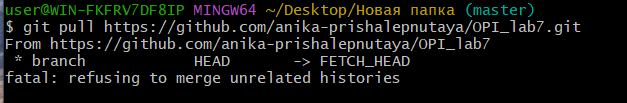 user@WIN-FKFRV7DF8IP MINGW64 ~/Desktop/Новая папка (master)
$ git pull https://github.com/anika-prishalepnutaya/OPI_lab7.git
From https://github.com/anika-prishalepnutaya/OPI_lab7
 * branch            HEAD       -> FETCH_HEAD
fatal: refusing to merge unrelated histories